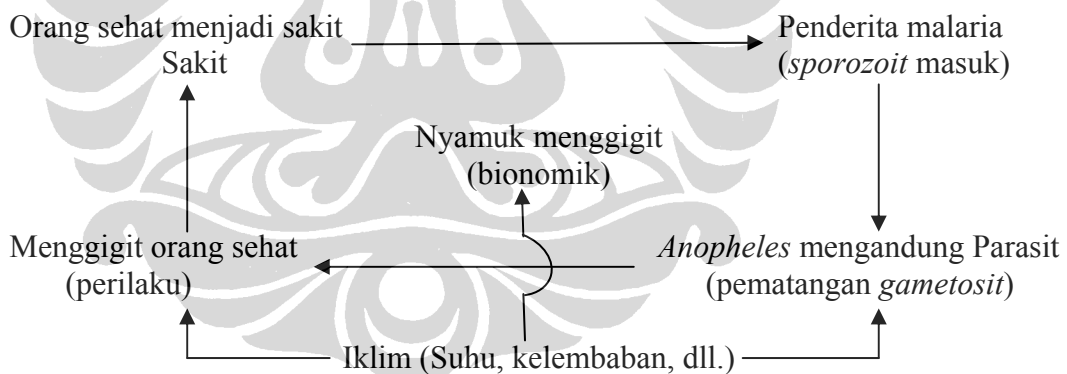 Orang sehat menjadi sakit
Sakit
Penderita malaria
(sporozoit masuk)
Nyamuk menggigit
(bionomik)
Menggigit orang sehat
(perilaku)
Anopheles mengandung Parasit
(pematangan gametosit)
Iklim (Suhu, kelembaban, dll.)